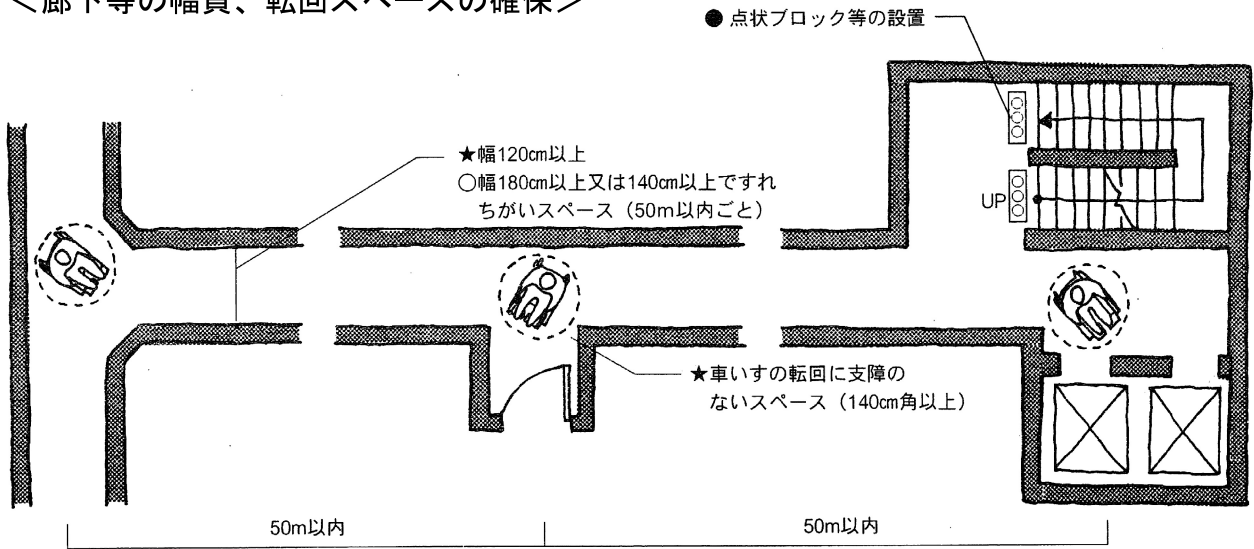 ＜廊下等の幅員、転回スペースの確保＞
●点状ブロック等の設置
★幅120cm以上
○幅180cm以上又は140cm以上ですれ
ちがいスペース（50m以内ごと）
UP
★車いすの転回に支障の
ないスペース（140cm角以上）
50m以内
50m以内